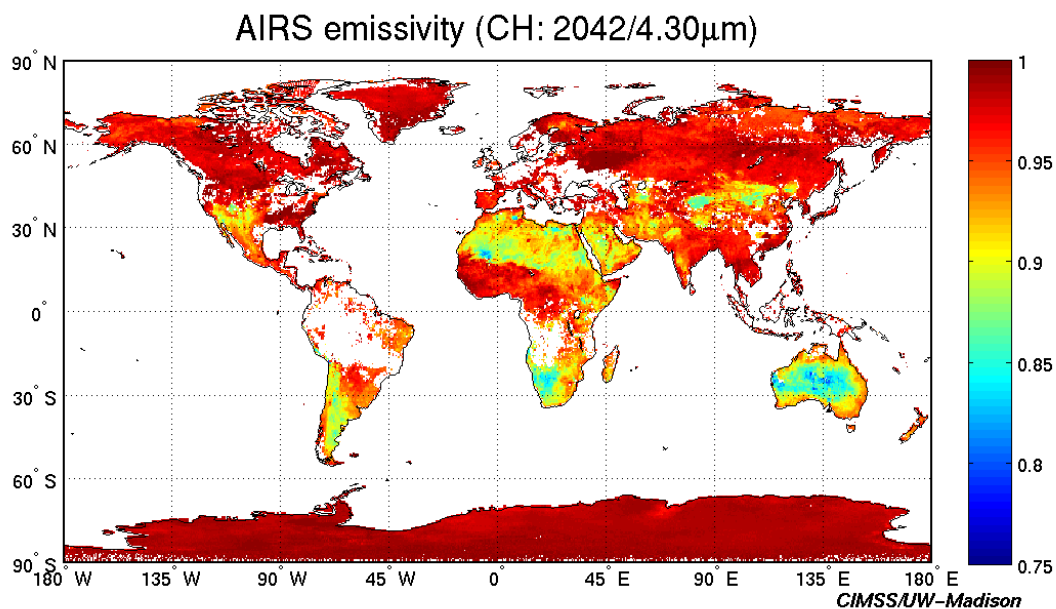 AIRS emissivity (CH: 2042/4.30μm)
90° N
60° N
30° N
0°
30° S
60° S
90° S
180° W
135° W
90° W
45° W
0°
45° E
90° E
135° E
180° E
1
0.95
0.9
0.85
0.8
0.75
CIMSS/UW-Madison